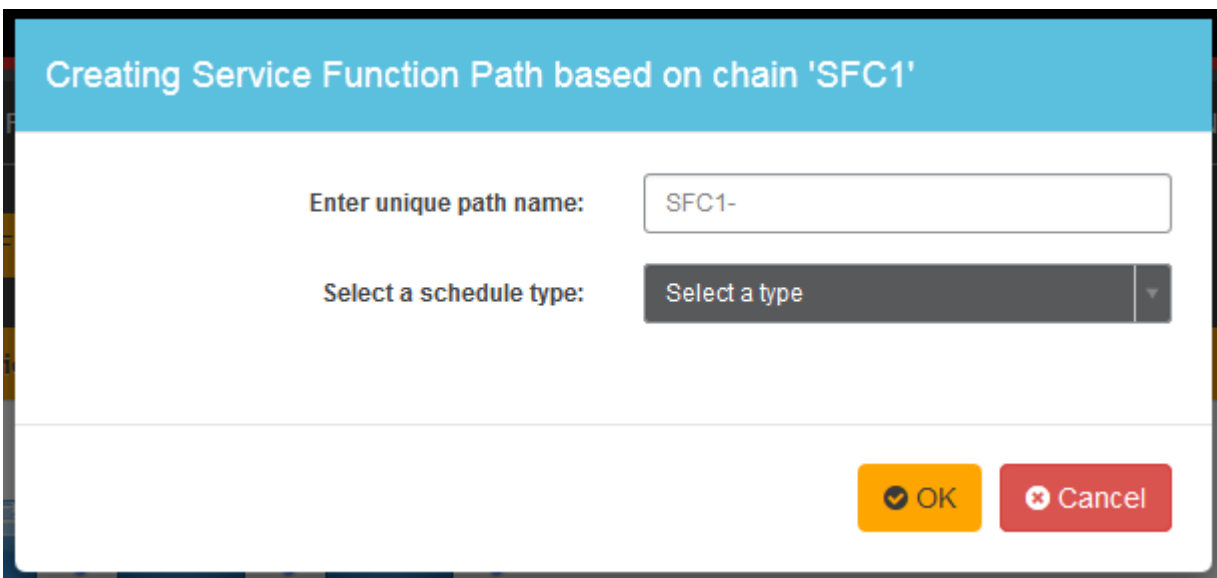 Creating Service Function Path based on chain 'SFC1'
Enter unique path name:
SFC1-
Select a schedule type:
Select a type
OK
Cancel